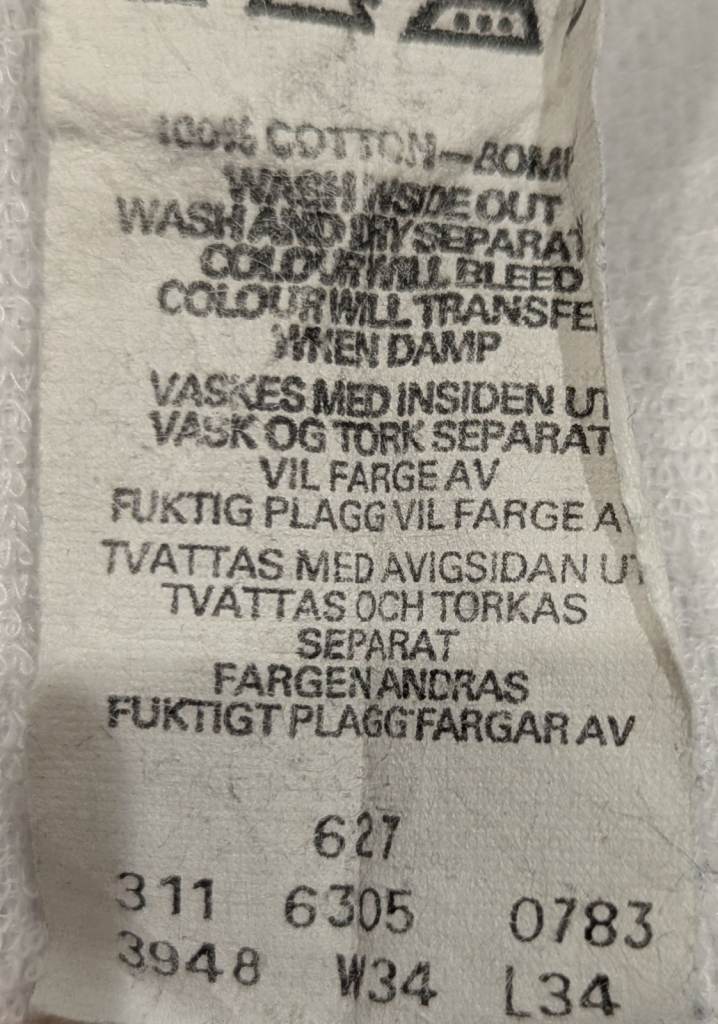 100% COTTON-BOM
WASH INSIDE OUT
WASH AND DRY SEPARAT
COLOUR WILL BLEED
COLOUR WILL TRANSFE
WHEN DAMP
VASKES MED INSIDEN UT
VASK OG TORK SEPARAT
VIL FARGE AV
FUKTIG PLAGG VIL FARGE A
TVATTAS MED AVIGSIDAN UT
TVATTAS OCH TORKAS
SEPARAT
FARGEN ANDRAS
FUKTIGT PLAGG FARGAR AV
627
311 6305 0783
3948 W34 L34